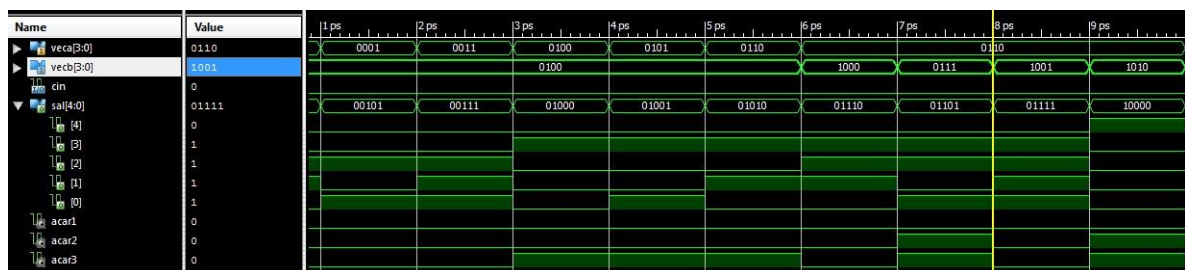 Name Value 1 ps 2 ps 3 ps 4 ps 5 ps 6 ps 7 ps 8 ps 9 ps
veca[3:0] 0110 0001 0011 0100 0101 0110 0110
vecb[3:0] 1001 0100 1000 0111 1001 1010
cin 0
sal[4:0] 01111 00101 00111 01000 01001 01010 01110 01101 01111 10000
[4] 0
[3] 1
[2] 1
[1] 1
[0] 1
acar1 0
acar2 0
acar3 0